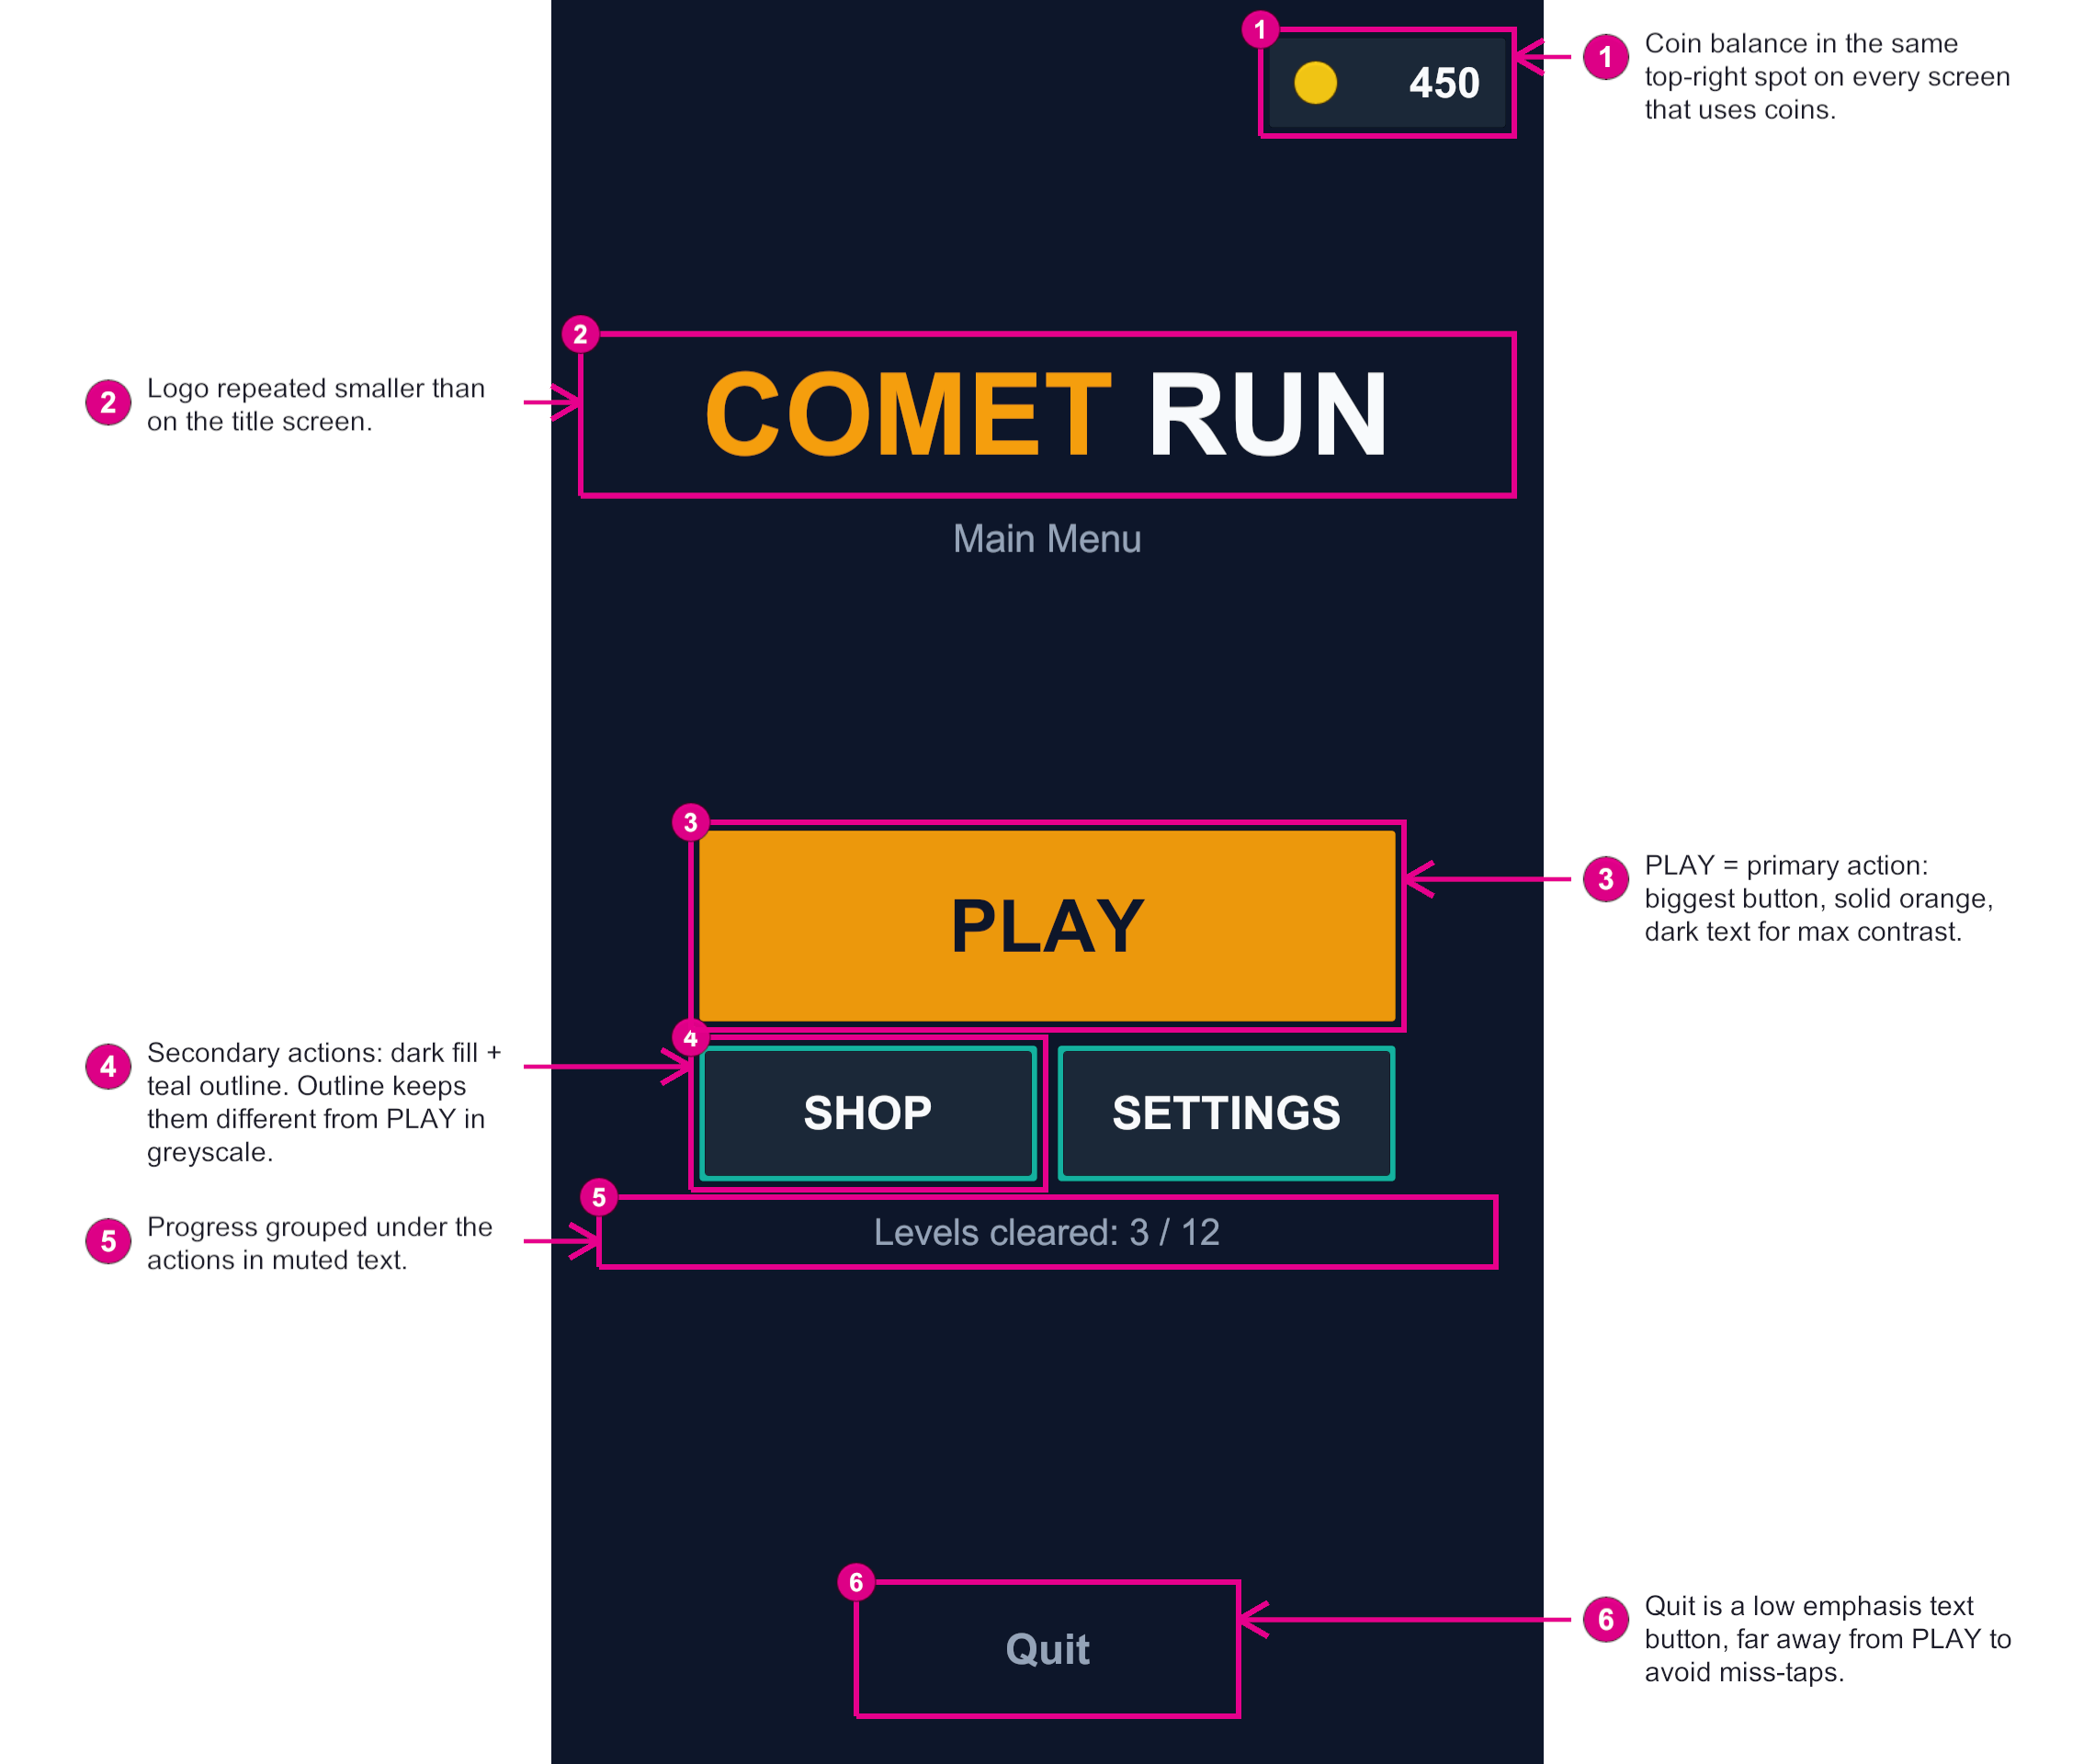 1
450
1
Coin balance in the same
top-right spot on every screen
that uses coins.
2
2
Logo repeated smaller than
on the title screen.
COMET RUN
Main Menu
3
PLAY
3
PLAY = primary action:
biggest button, solid orange,
dark text for max contrast.
4
4
Secondary actions: dark fill +
teal outline. Outline keeps
them different from PLAY in
greyscale.
SHOP
SETTINGS
5
5
Progress grouped under the
actions in muted text.
Levels cleared: 3 / 12
6
Quit
6
Quit is a low emphasis text
button, far away from PLAY to
avoid miss-taps.